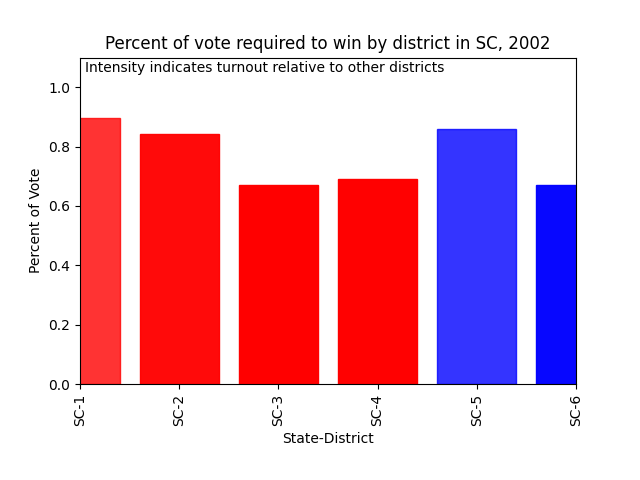 Percent of vote required to win by district in SC, 2002
Intensity indicates turnout relative to other districts
1.0
0.8
0.6
0.4
0.2
0.0
Percent of Vote
SC-1
SC-2
SC-3
SC-4
SC-5
SC-6
State-District